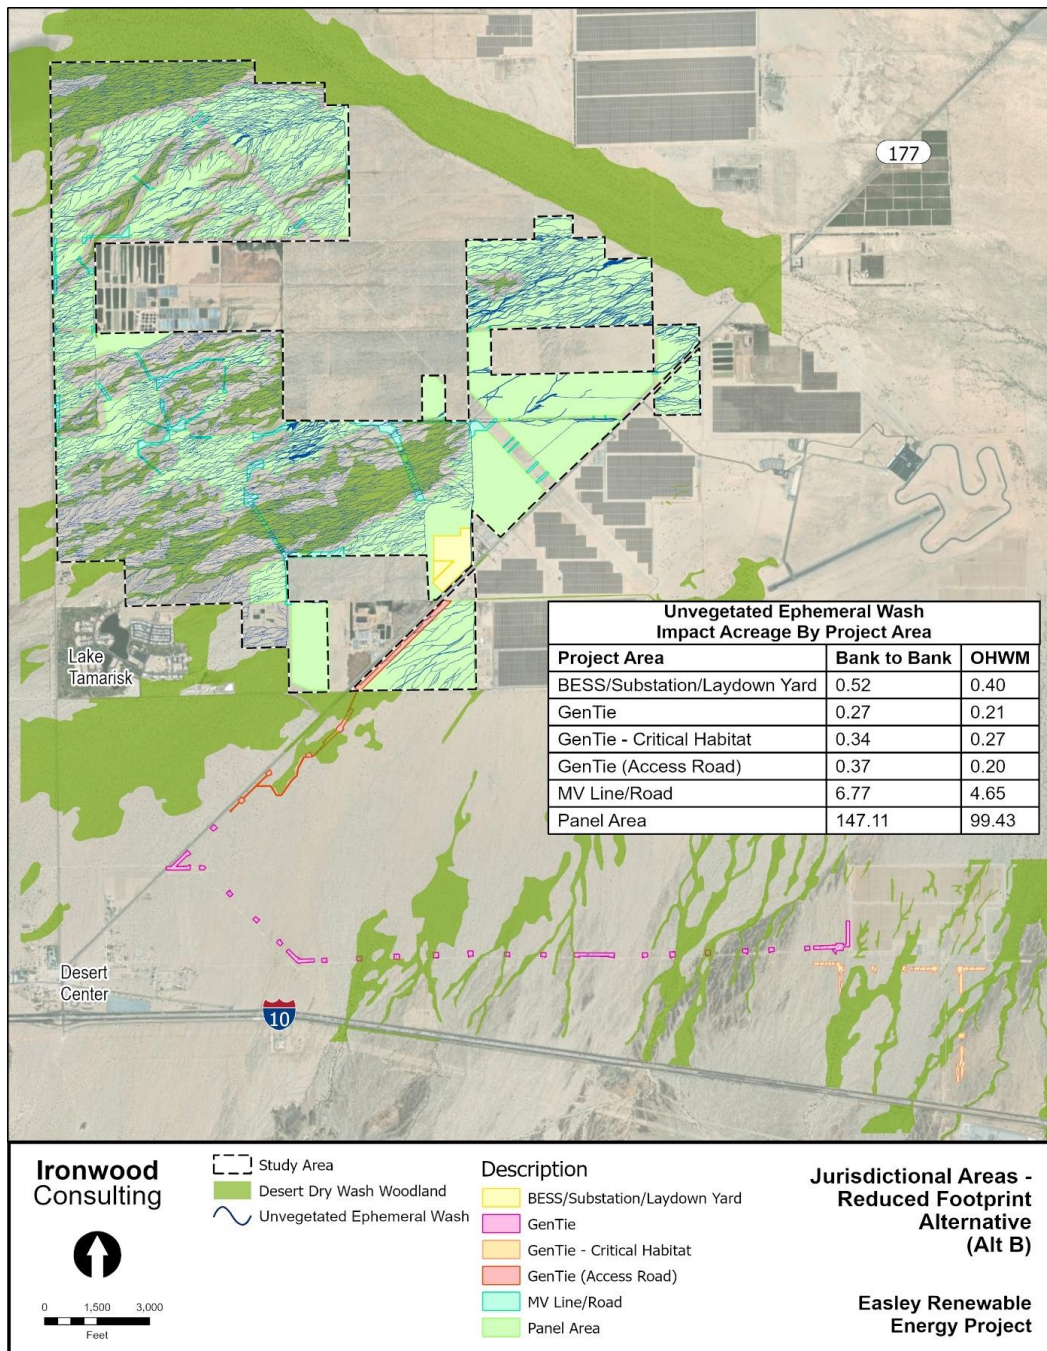 177
Lake
Tamarisk
Unvegetated Ephemeral Wash
Impact Acreage By Project Area
Project Area Bank to Bank OHWM
BESS/Substation/Laydown Yard 0.52 0.40
GenTie 0.27 0.21
GenTie - Critical Habitat 0.34 0.27
GenTie (Access Road) 0.37 0.20
MV Line/Road 6.77 4.65
Panel Area 147.11 99.43
Desert
Center
10
Ironwood
Consulting
0 1,500 3,000
Feet
Study Area
Desert Dry Wash Woodland
Unvegetated Ephemeral Wash
Description
BESS/Substation/Laydown Yard
GenTie
GenTie - Critical Habitat
GenTie (Access Road)
MV Line/Road
Panel Area
Jurisdictional Areas -
Reduced Footprint
Alternative
(Alt B)
Easley Renewable
Energy Project